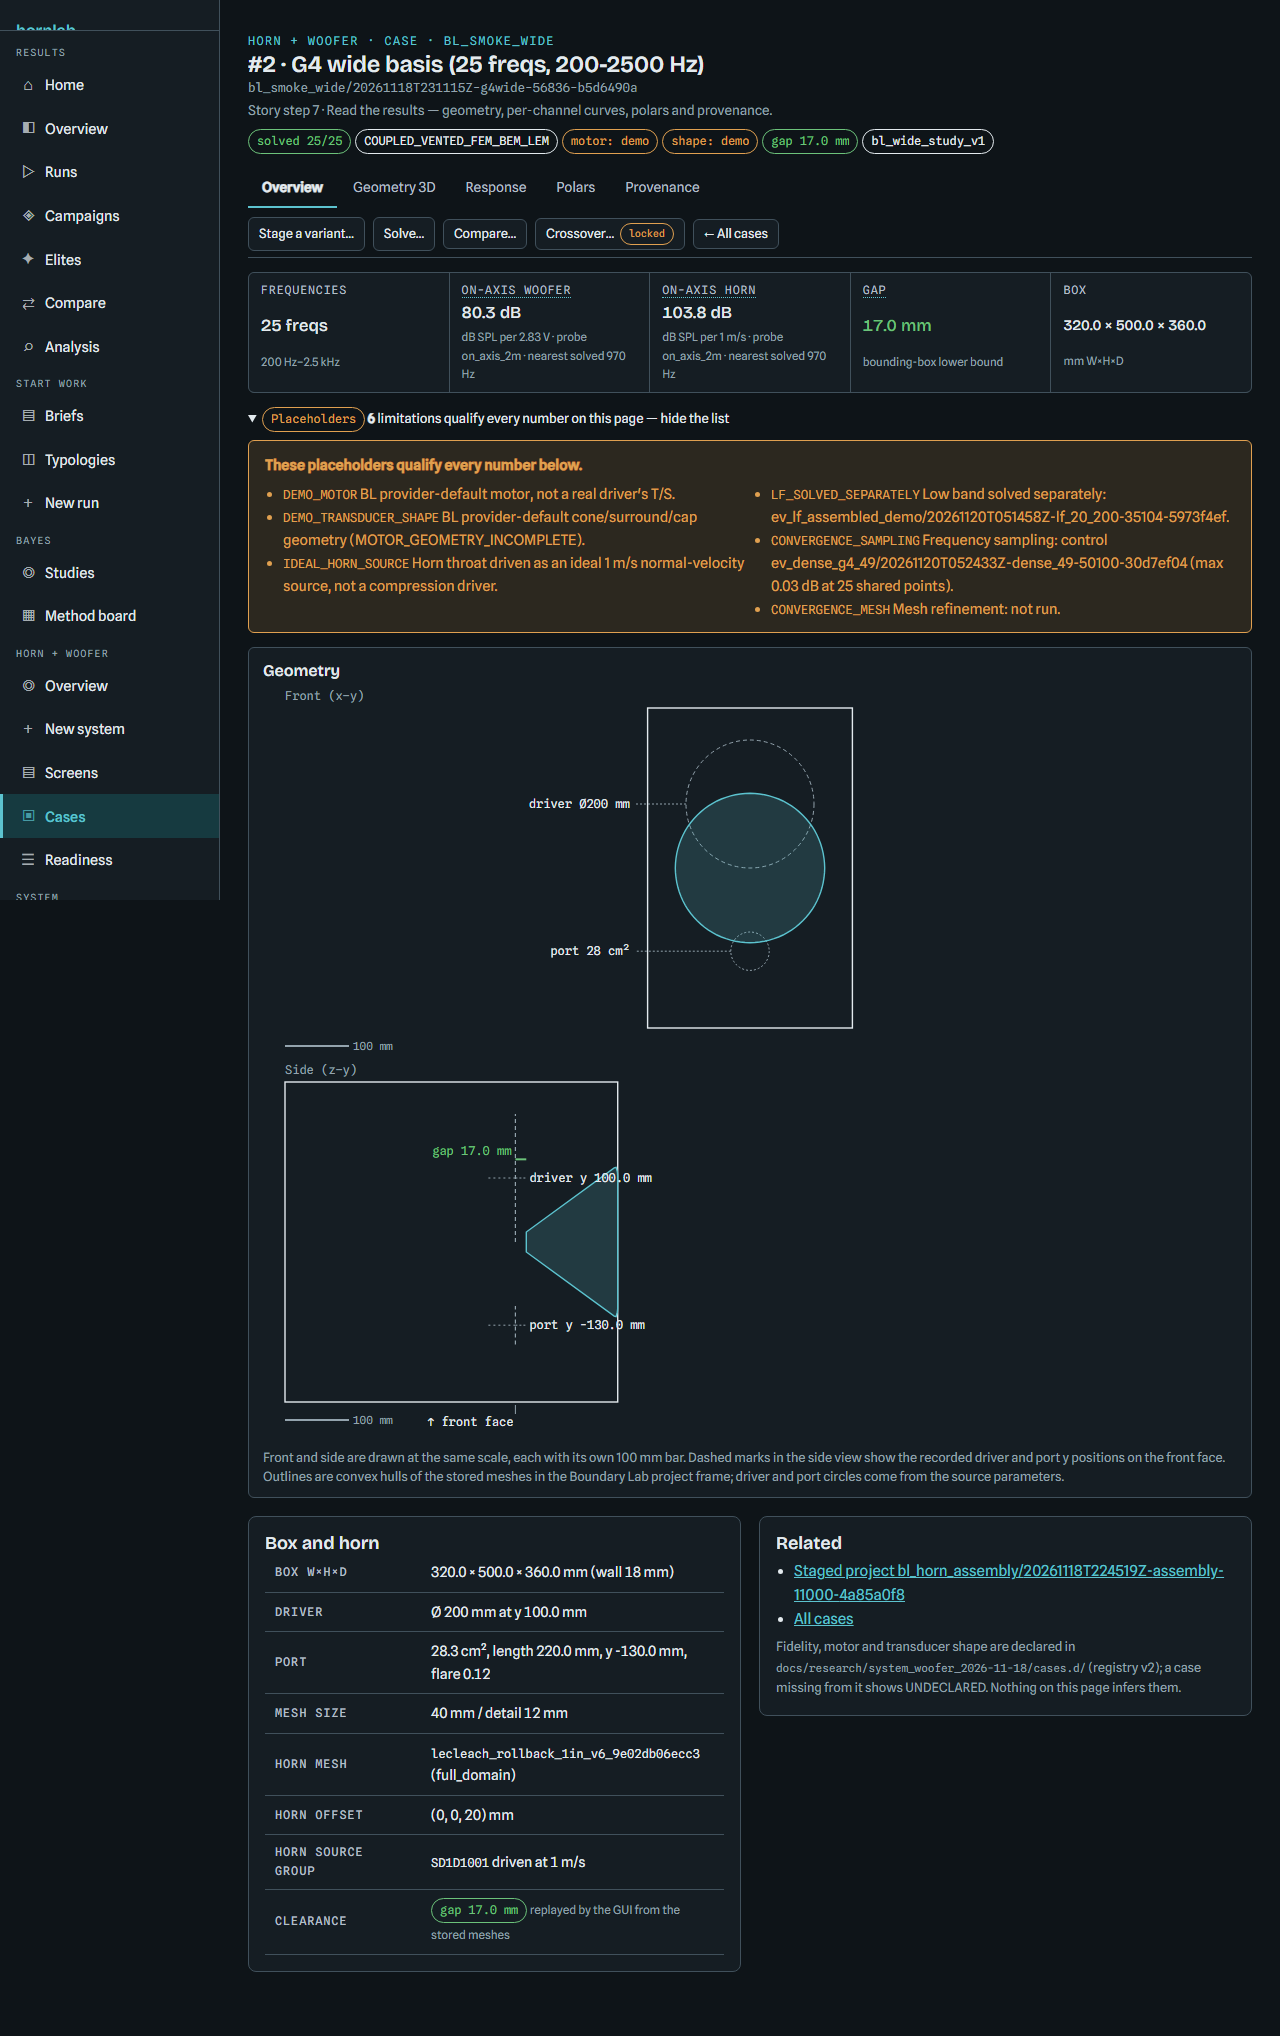 RESULTS
Home
Overview
Runs
Campaigns
Elites
Compare
Analysis
START WORK
Briefs
Typologies
New run
BAYES
Studies
Method board
HORN + WOOFER
Overview
New system
Screens
Cases
Readiness
SYSTEM
HORN + WOOFER · CASE · BL_SMOKE_WIDE
#2 · G4 wide basis (25 freqs, 200-2500 Hz)
bl_smoke_wide/20261118T231115Z-g4wide-56836-b5d6490a
Story step 7 · Read the results — geometry, per-channel curves, polars and provenance.
solved 25/25 COUPLED_VENTED_FEM_BEM_LEM motor: demo shape: demo gap 17.0 mm bl_wide_study_v1
Overview Geometry 3D Response Polars Provenance
Stage a variant... Solve... Compare... Crossover... locked ← All cases
FREQUENCIES
25 freqs
200 Hz–2.5 kHz
ON-AXIS WOOFER
80.3 dB
dB SPL per 2.83 V · probe
on_axis_2m · nearest solved 970
Hz
ON-AXIS HORN
103.8 dB
dB SPL per 1 m/s · probe
on_axis_2m · nearest solved 970
Hz
GAP
17.0 mm
bounding-box lower bound
BOX
320.0 × 500.0 × 360.0
mm W×H×D
▼ Placeholders 6 limitations qualify every number on this page — hide the list
These placeholders qualify every number below.
• DEMO_MOTOR BL provider-default motor, not a real driver's T/S.
• DEMO_TRANSDUCER_SHAPE BL provider-default cone/surround/cap
geometry (MOTOR_GEOMETRY_INCOMPLETE).
• IDEAL_HORN_SOURCE Horn throat driven as an ideal 1 m/s normal-velocity
source, not a compression driver.
• LF_SOLVED_SEPARATELY Low band solved separately:
ev_lf_assembled_demo/20261120T051458Z-lf_20_200-35104-5973f4ef.
• CONVERGENCE_SAMPLING Frequency sampling: control
ev_dense_g4_49/20261120T052433Z-dense_49-50100-30d7ef04 (max
0.03 dB at 25 shared points).
• CONVERGENCE_MESH Mesh refinement: not run.
Geometry
Front (x-y)
driver Ø200 mm
port 28 cm²
100 mm
Side (z-y)
gap 17.0 mm
driver y 100.0 mm
port y -130.0 mm
100 mm
↑ front face
Front and side are drawn at the same scale, each with its own 100 mm bar. Dashed marks in the side view show the recorded driver and port y positions on the front face.
Outlines are convex hulls of the stored meshes in the Boundary Lab project frame; driver and port circles come from the source parameters.
Box and horn
BOX W×H×D 320.0 × 500.0 × 360.0 mm (wall 18 mm)
DRIVER Ø 200 mm at y 100.0 mm
PORT 28.3 cm², length 220.0 mm, y -130.0 mm,
flare 0.12
MESH SIZE 40 mm / detail 12 mm
HORN MESH lecleach_rollback_1in_v6_9e02db06ecc3
(full_domain)
HORN OFFSET (0, 0, 20) mm
HORN SOURCE
GROUP SD1D1001 driven at 1 m/s
CLEARANCE gap 17.0 mm replayed by the GUI from the
stored meshes
Related
• Staged project bl_horn_assembly/20261118T224519Z-assembly-
11000-4a85a0f8
• All cases
Fidelity, motor and transducer shape are declared in
docs/research/system_woofer_2026-11-18/cases.d/ (registry v2); a case
missing from it shows UNDECLARED. Nothing on this page infers them.